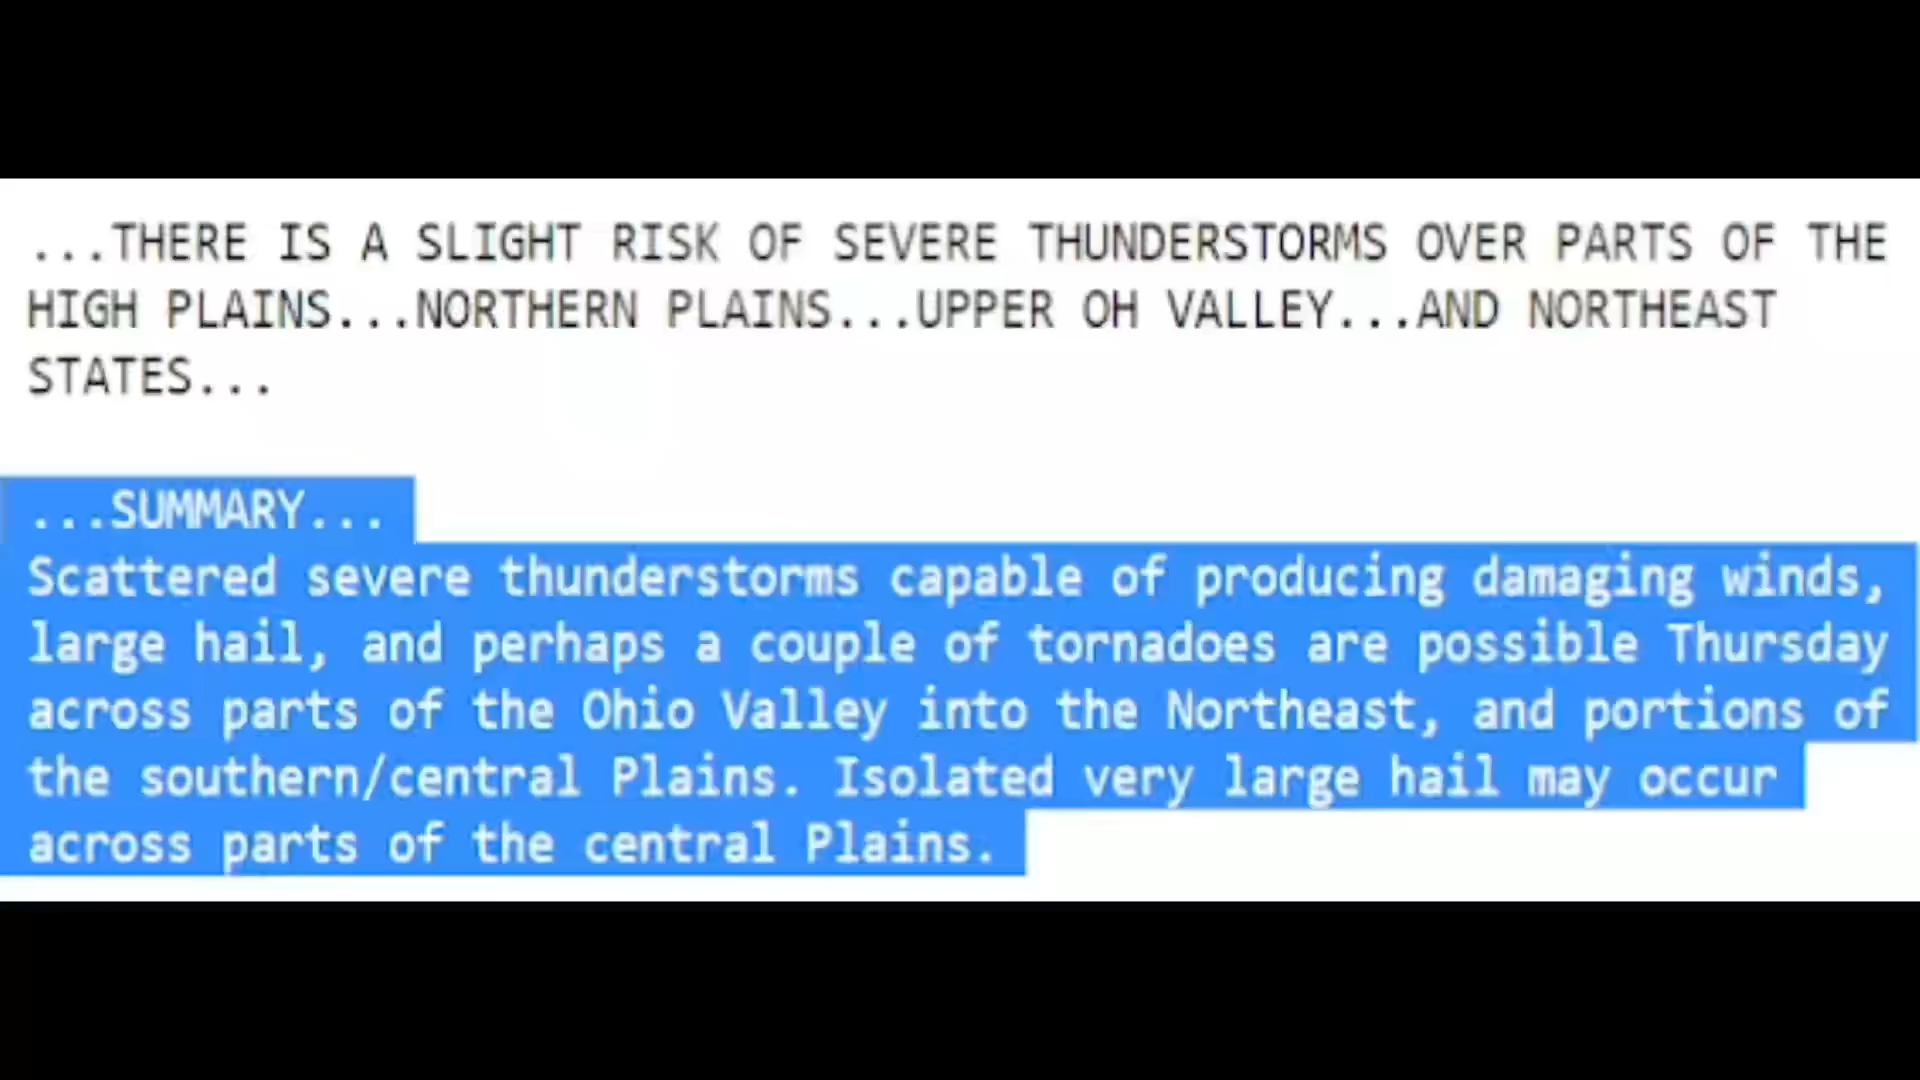 ...THERE IS A SLIGHT RISK OF SEVERE THUNDERSTORMS OVER PARTS OF THE
HIGH PLAINS...NORTHERN PLAINS...UPPER OH VALLEY...AND NORTHEAST
STATES...
...SUMMARY...
Scattered severe thunderstorms capable of producing damaging winds,
large hail, and perhaps a couple of tornadoes are possible Thursday
across parts of the Ohio Valley into the Northeast, and portions of
the southern/central Plains. Isolated very large hail may occur
across parts of the central Plains.